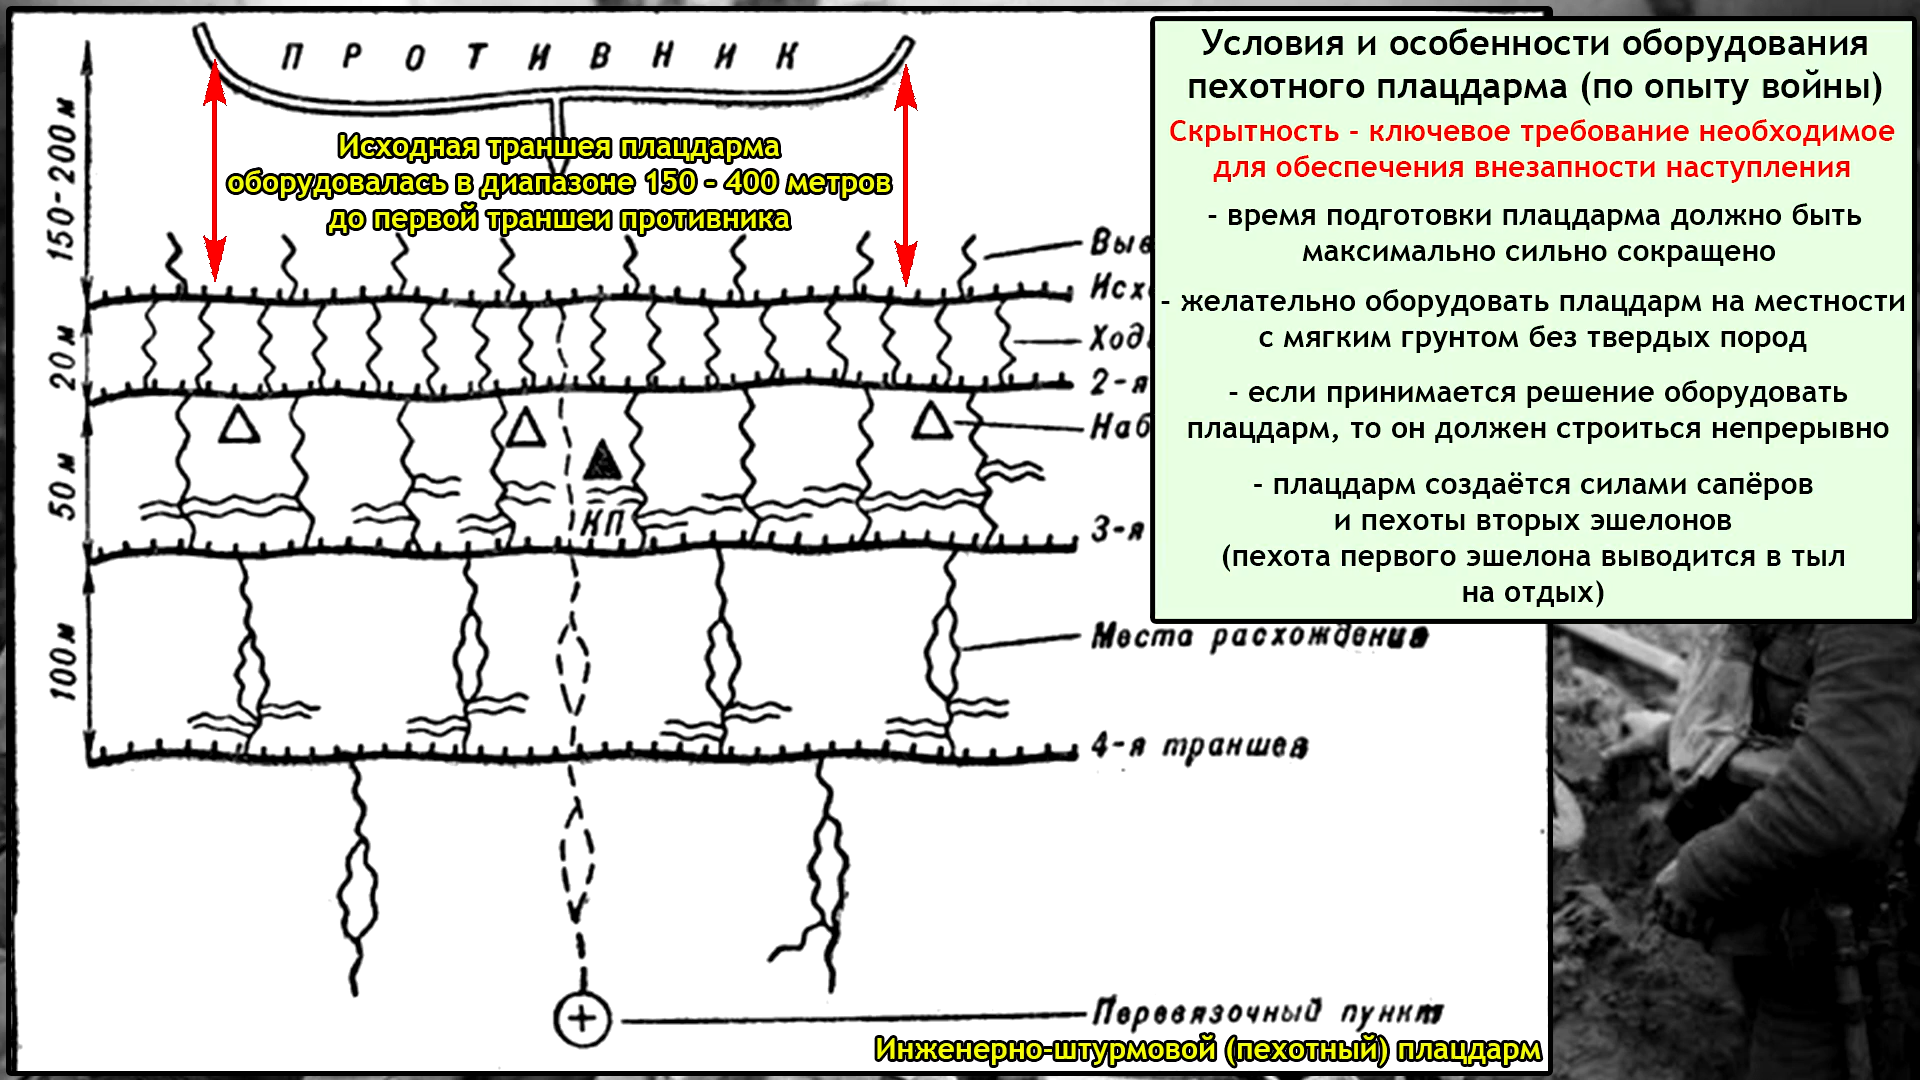 П Р О Т И В Н И К
150-200 м
Исходная траншея плацдарма
оборудовалась в диапазоне 150 - 400 метров
до первой траншеи противника
20 м
2-я
50 м
КП
3-я
100 м
Места расхождения
4-я траншея
Перевязочный пункт
Инженерно-штурмовой (пехотный) плацдарм
Условия и особенности оборудования
пехотного плацдарма (по опыту войны)
Скрытность - ключевое требование необходимое
для обеспечения внезапности наступления
- время подготовки плацдарма должно быть
максимально сильно сокращено
- желательно оборудовать плацдарм на местности
с мягким грунтом без твердых пород
- если принимается решение оборудовать
плацдарм, то он должен строиться непрерывно
- плацдарм создаётся силами сапёров
и пехоты вторых эшелонов
(пехота первого эшелона выводится в тыл
на отдых)